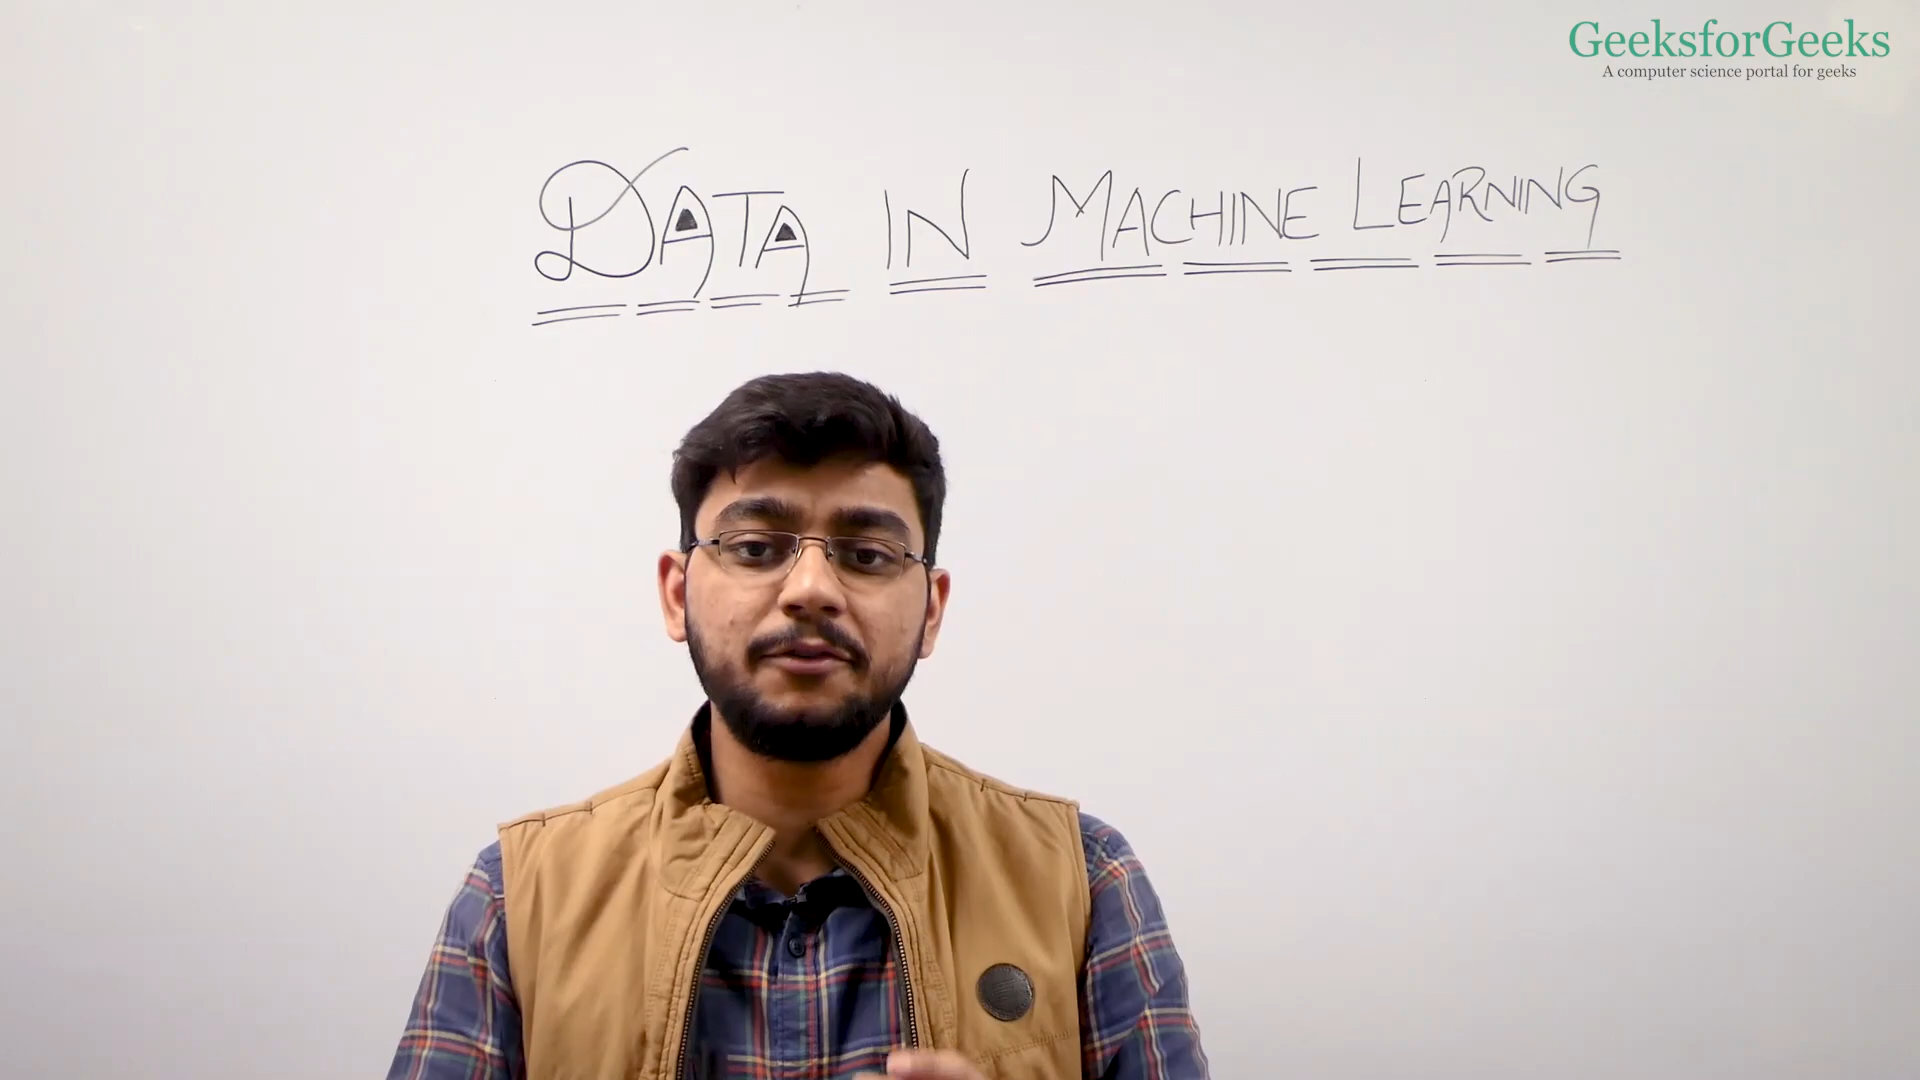 GeeksforGeeks
A computer science portal for geeks
DATA IN MACHINE LEARNING